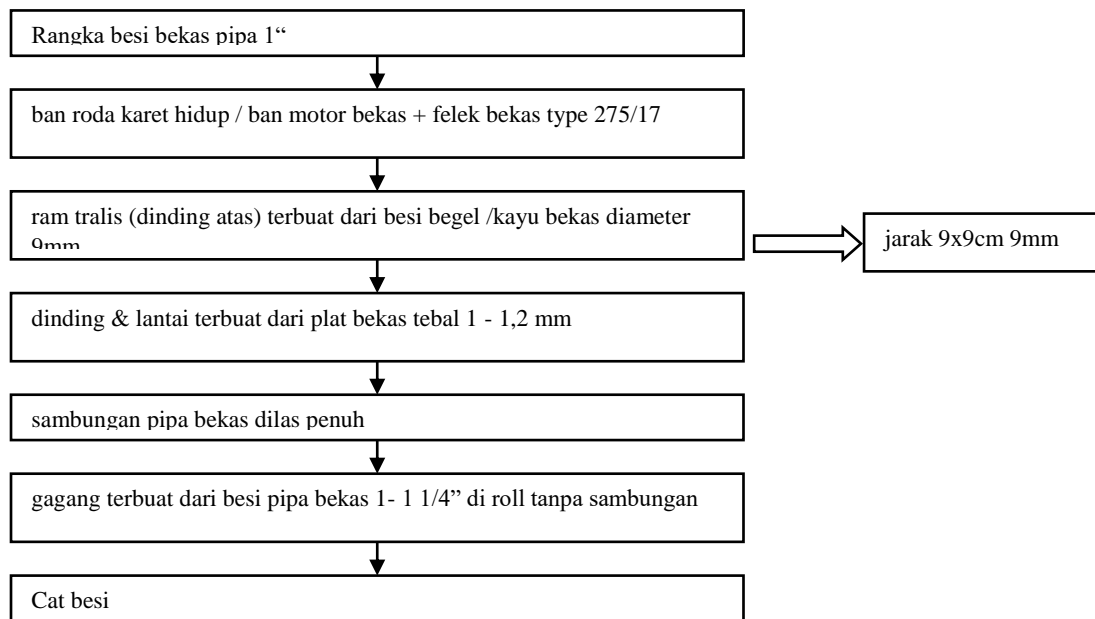 Rangka besi bekas pipa 1“
ban roda karet hidup / ban motor bekas + felek bekas type 275/17
ram tralis (dinding atas) terbuat dari besi begel /kayu bekas diameter
9mm
jarak 9x9cm 9mm
dinding & lantai terbuat dari plat bekas tebal 1 - 1,2 mm
sambungan pipa bekas dilas penuh
gagang terbuat dari besi pipa bekas 1- 1 1/4” di roll tanpa sambungan
Cat besi